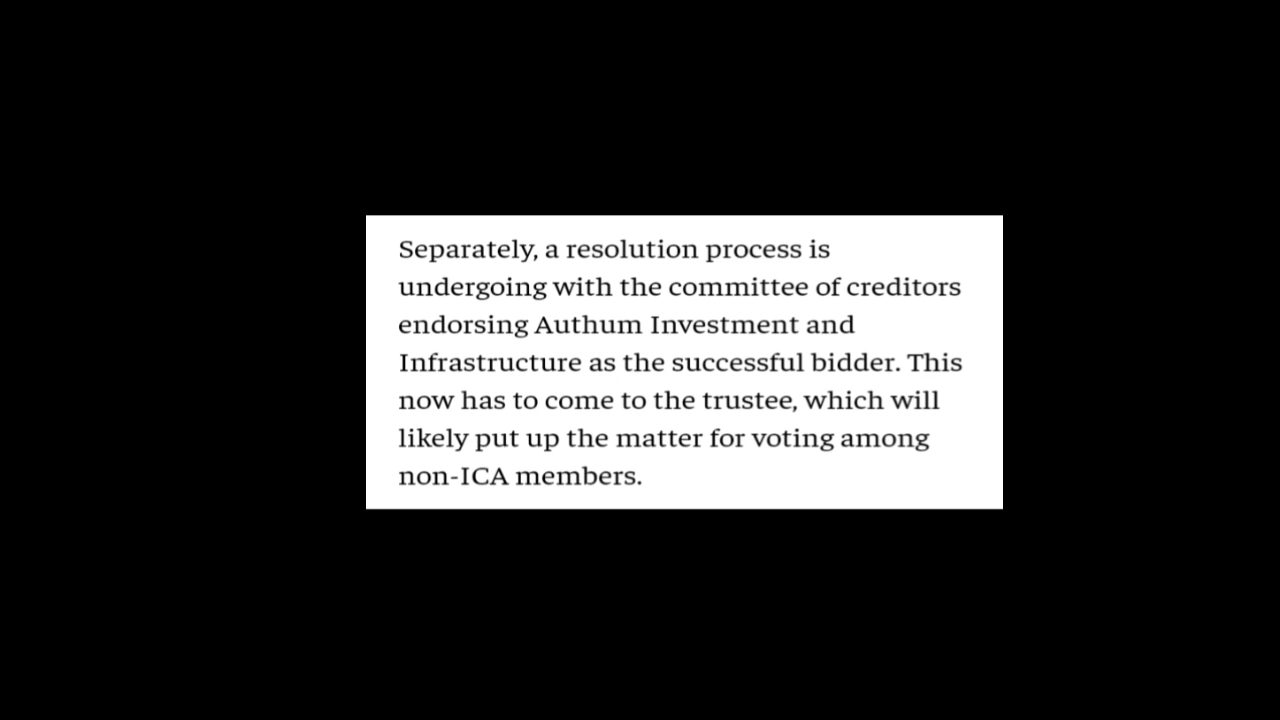 Separately, a resolution process is
undergoing with the committee of creditors
endorsing Authum Investment and
Infrastructure as the successful bidder. This
now has to come to the trustee, which will
likely put up the matter for voting among
non-ICA members.